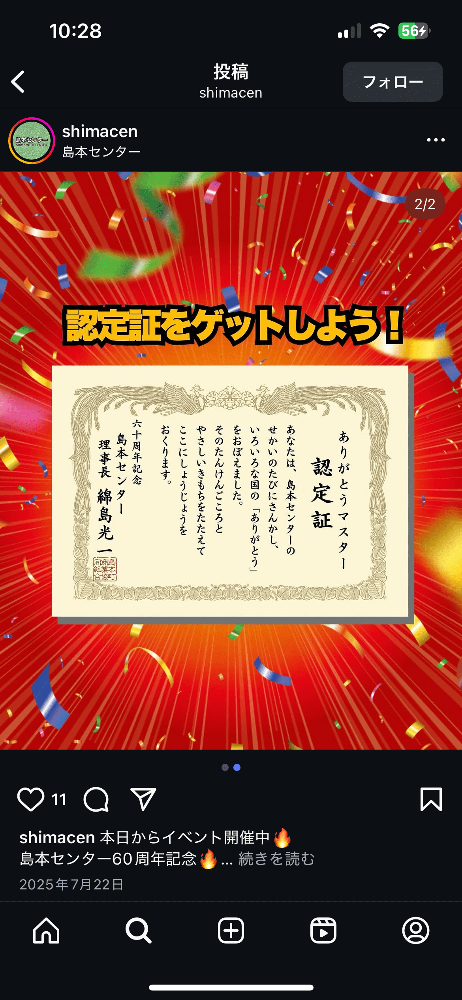 10:28
56
投稿
shimacen
フォロー
島本センター
SHIMAMOTO CENTER
shimacen
島本センター
2/2
認定証をゲットしよう！
ありがとうマスター
認定証
あなたは、島本センターの
せかいのたびにさんかし、
いろいろな国の「ありがとう」
をおぼえました。
そのたんけんごころと
やさしいきもちをたたえて
ここにしょうじょうを
おくります。
六十周年記念
島本センター
理事長 綿島光一
島本町
商業協
同組合
11
shimacen 本日からイベント開催中🔥
島本センター60周年記念🔥... 続きを読む
2025年7月22日